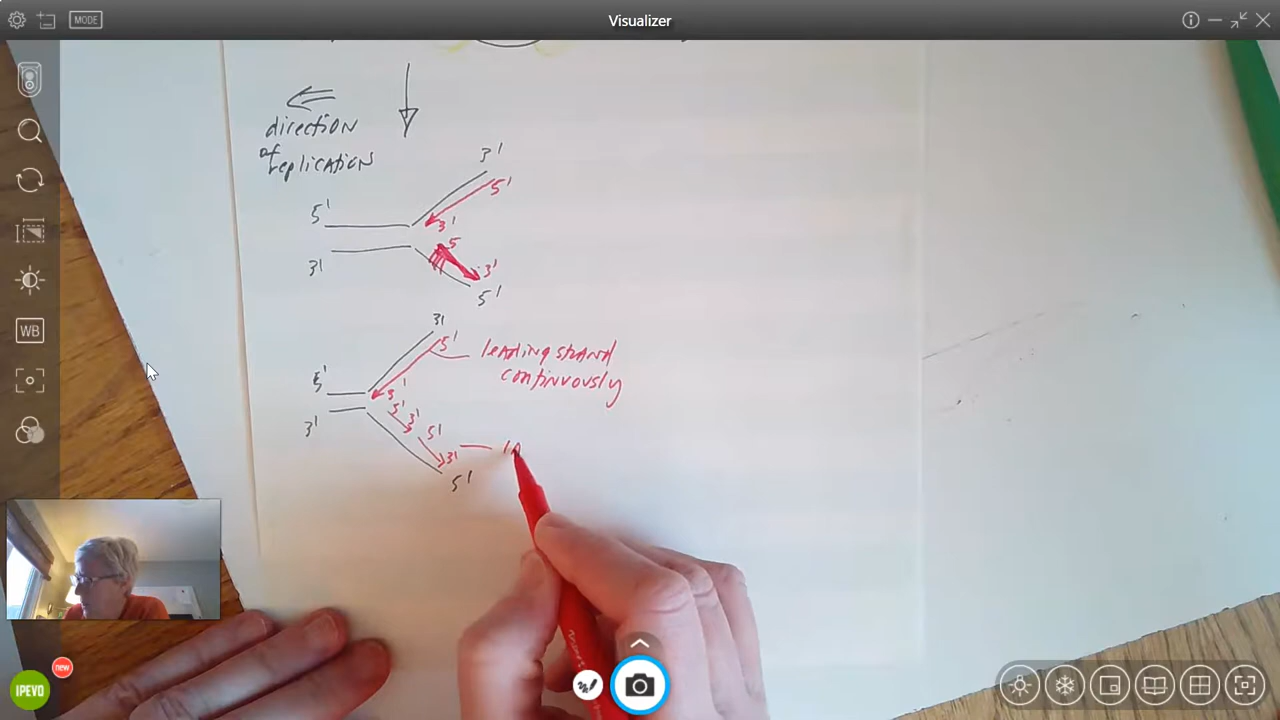 MODE
Visualizer
direction
of
replication
3'
5'
5'
3'
5
3'
3'
5'
3'
5'
leading strand
continuously
5'
3'
5'
3'
3'
5'
3'
5'
WB
new
IPEVO